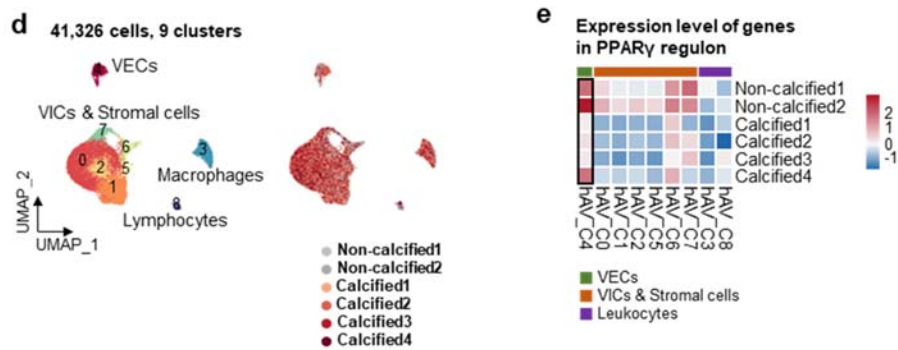 d
41,326 cells, 9 clusters
VECs
VICs & Stromal cells
7
6
0
2
5
1
3
Macrophages
8
Lymphocytes
UMAP_2
UMAP_1
Non-calcified1
Non-calcified2
Calcified1
Calcified2
Calcified3
Calcified4
e
Expression level of genes
in PPARγ regulon
Non-calcified1
Non-calcified2
Calcified1
Calcified2
Calcified3
Calcified4
2
1
0
-1
hAV_C4
hAV_C0
hAV_C1
hAV_C2
hAV_C5
hAV_C6
hAV_C7
hAV_C3
hAV_C8
VECs
VICs & Stromal cells
Leukocytes